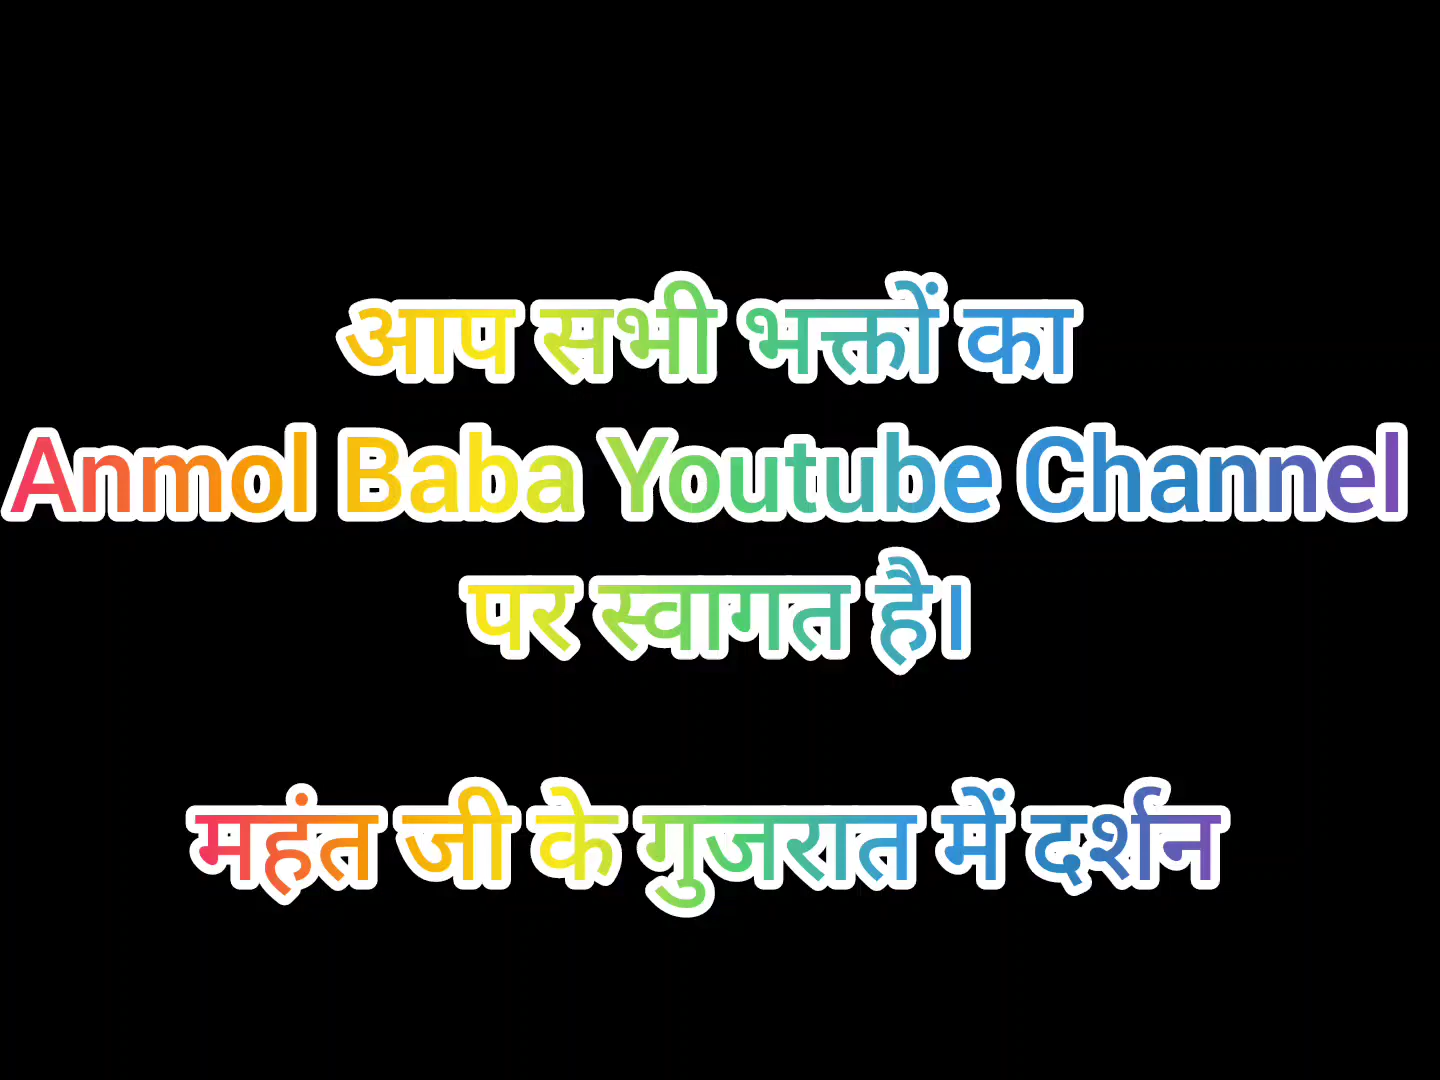 आप सभी भक्तों का
Anmol Baba Youtube Channel
पर स्वागत है।
महंत जी के गुजरात में दर्शन